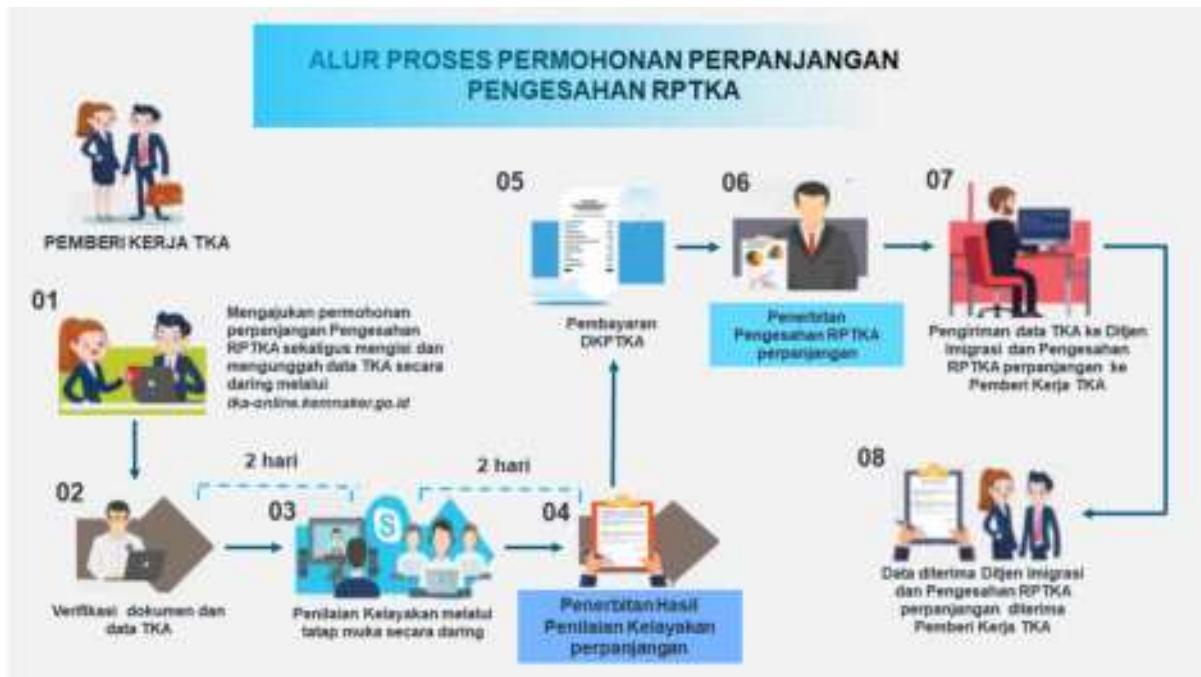 ALUR PROSES PERMOHONAN PERPANJANGAN
PENGESAHAN RPTKA
PEMBERI KERJA TKA
01
Mengajukan permohonan
perpanjangan Pengesahan
RPTKA sekaligus mengisi dan
mengunggah data TKA secara
daring melalui
tka-online.kemnaker.go.id
02
Verifikasi dokumen dan
data TKA
2 hari
03
S
Penilaian Kelayakan melalui
tatap muka secara daring
2 hari
04
Penerbitan Hasil
Penilaian Kelayakan
perpanjangan
05
Pembayaran
DKPTKA
06
Penerbitan
Pengesahan RPTKA
perpanjangan
07
Pengiriman data TKA ke Ditjen
Imigrasi dan Pengesahan
RPTKA perpanjangan ke
Pemberi Kerja TKA
08
Data diterima Ditjen Imigrasi
dan Pengesahan RPTKA
perpanjangan diterima
Pemberi Kerja TKA